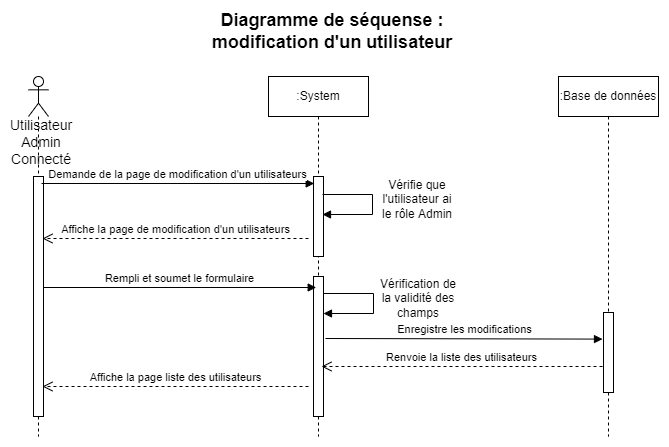 Diagramme de séquense :
modification d'un utilisateur
Utilisateur
Admin
Connecté
:System
:Base de données
Demande de la page de modification d'un utilisateurs
Vérifie que
l'utilisateur ai
le rôle Admin
Affiche la page de modification d'un utilisateurs
Rempli et soumet le formulaire
Vérification de
la validité des
champs
Enregistre les modifications
Renvoie la liste des utilisateurs
Affiche la page liste des utilisateurs